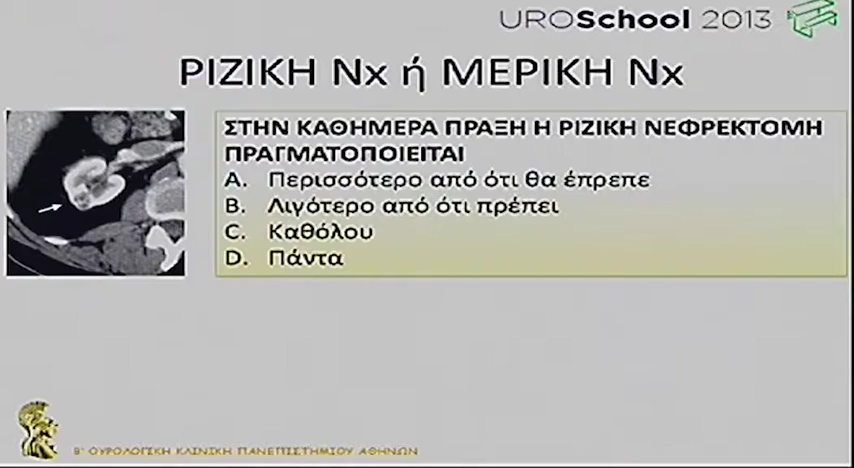 UROSchool 2013
ΡΙΖΙΚΗ Nx ή ΜΕΡΙΚΗ Nx
ΣΤΗΝ ΚΑΘΗΜΕΡΑ ΠΡΑΞΗ Η ΡΙΖΙΚΗ ΝΕΦΡΕΚΤΟΜΗ
ΠΡΑΓΜΑΤΟΠΟΙΕΙΤΑΙ
A. Περισσότερο από ότι θα έπρεπε
B. Λιγότερο από ότι πρέπει
C. Καθόλου
D. Πάντα
Β' ΟΥΡΟΛΟΓΙΚΗ ΚΛΙΝΙΚΗ ΠΑΝΕΠΙΣΤΗΜΙΟΥ ΑΘΗΝΩΝ